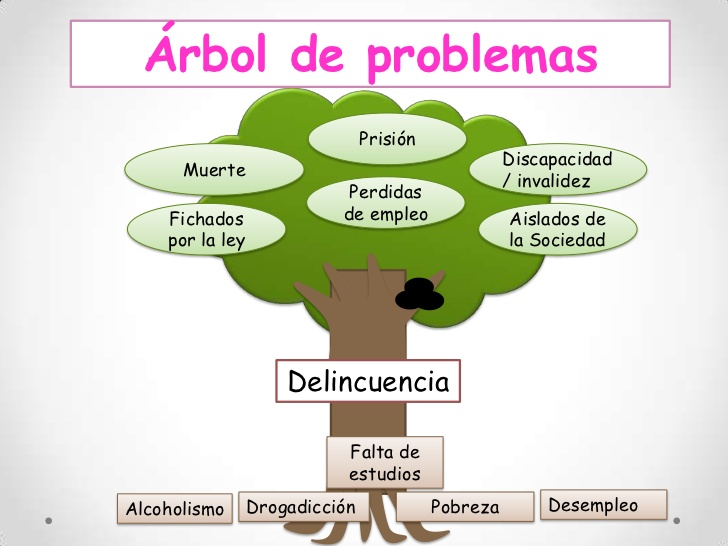 Árbol de problemas
Prisión
Muerte
Discapacidad
/ invalidez
Perdidas
de empleo
Fichados
por la ley
Aislados de
la Sociedad
Delincuencia
Falta de
estudios
Alcoholismo
Drogadicción
Pobreza
Desempleo